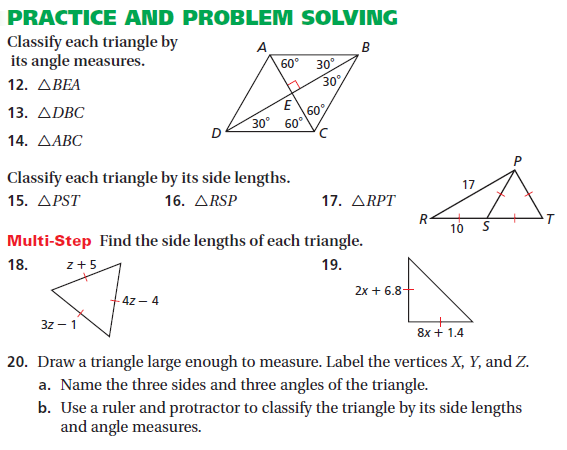 PRACTICE AND PROBLEM SOLVING
Classify each triangle by
its angle measures.
12. △BEA
13. △DBC
14. △ABC
A
B
60° 30°
30°
E
60°
30° 60°
D
C
Classify each triangle by its side lengths.
15. △PST 16. △RSP 17. △RPT
P
17
R
10
S
T
Multi-Step Find the side lengths of each triangle.
18.
z + 5
4z – 4
3z – 1
19.
2x + 6.8
8x + 1.4
20. Draw a triangle large enough to measure. Label the vertices X, Y, and Z.
a. Name the three sides and three angles of the triangle.
b. Use a ruler and protractor to classify the triangle by its side lengths
and angle measures.